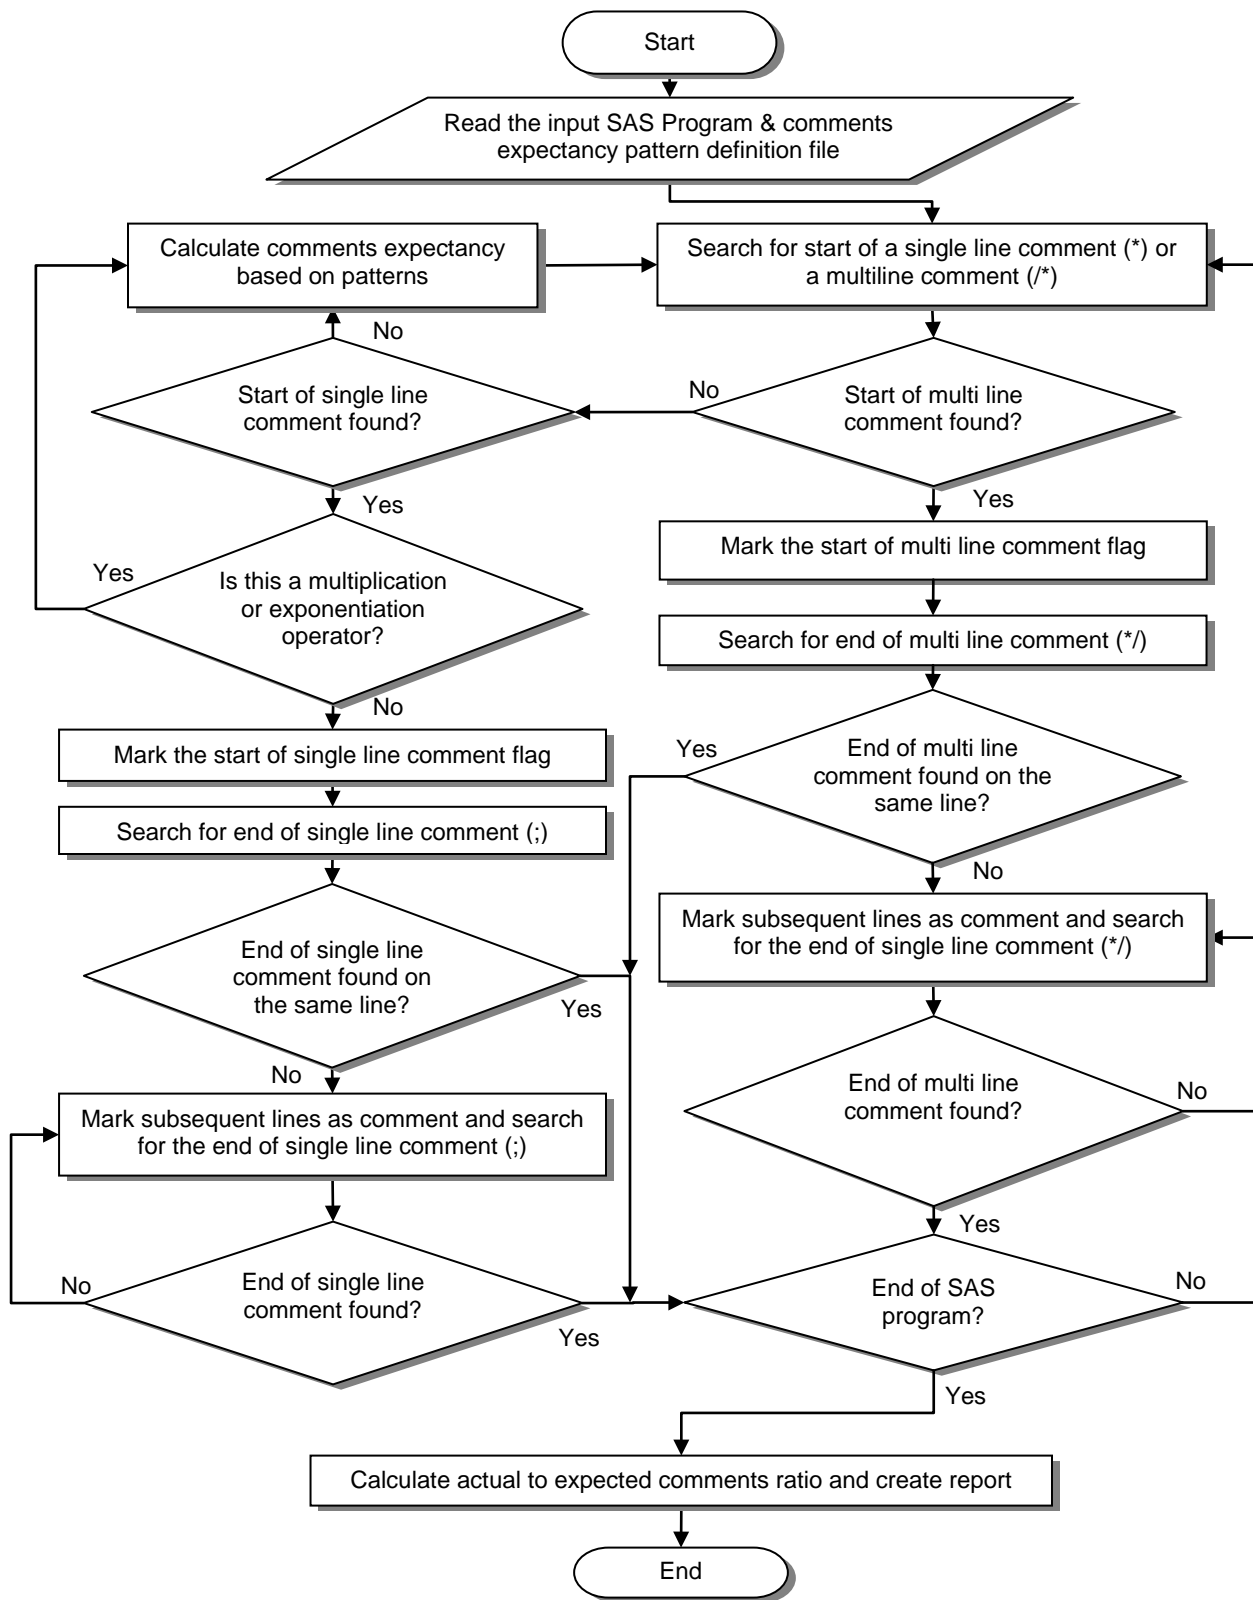 Start
Read the input SAS Program & comments
expectancy pattern definition file
Calculate comments expectancy
based on patterns
Search for start of a single line comment (*) or
a multiline comment (/*)
No
Start of single line
comment found?
No
Start of multi line
comment found?
Yes
Yes
Mark the start of multi line comment flag
Yes
Is this a multiplication
or exponentiation
operator?
Search for end of multi line comment (*/)
No
Mark the start of single line comment flag
Yes
End of multi line
comment found on the
same line?
Search for end of single line comment (;)
No
Mark subsequent lines as comment and search
for the end of single line comment (*/)
End of single line
comment found on
the same line?
Yes
No
End of multi line
comment found?
No
Mark subsequent lines as comment and search
for the end of single line comment (;)
Yes
No
End of single line
comment found?
Yes
End of SAS
program?
No
Yes
Calculate actual to expected comments ratio and create report
End